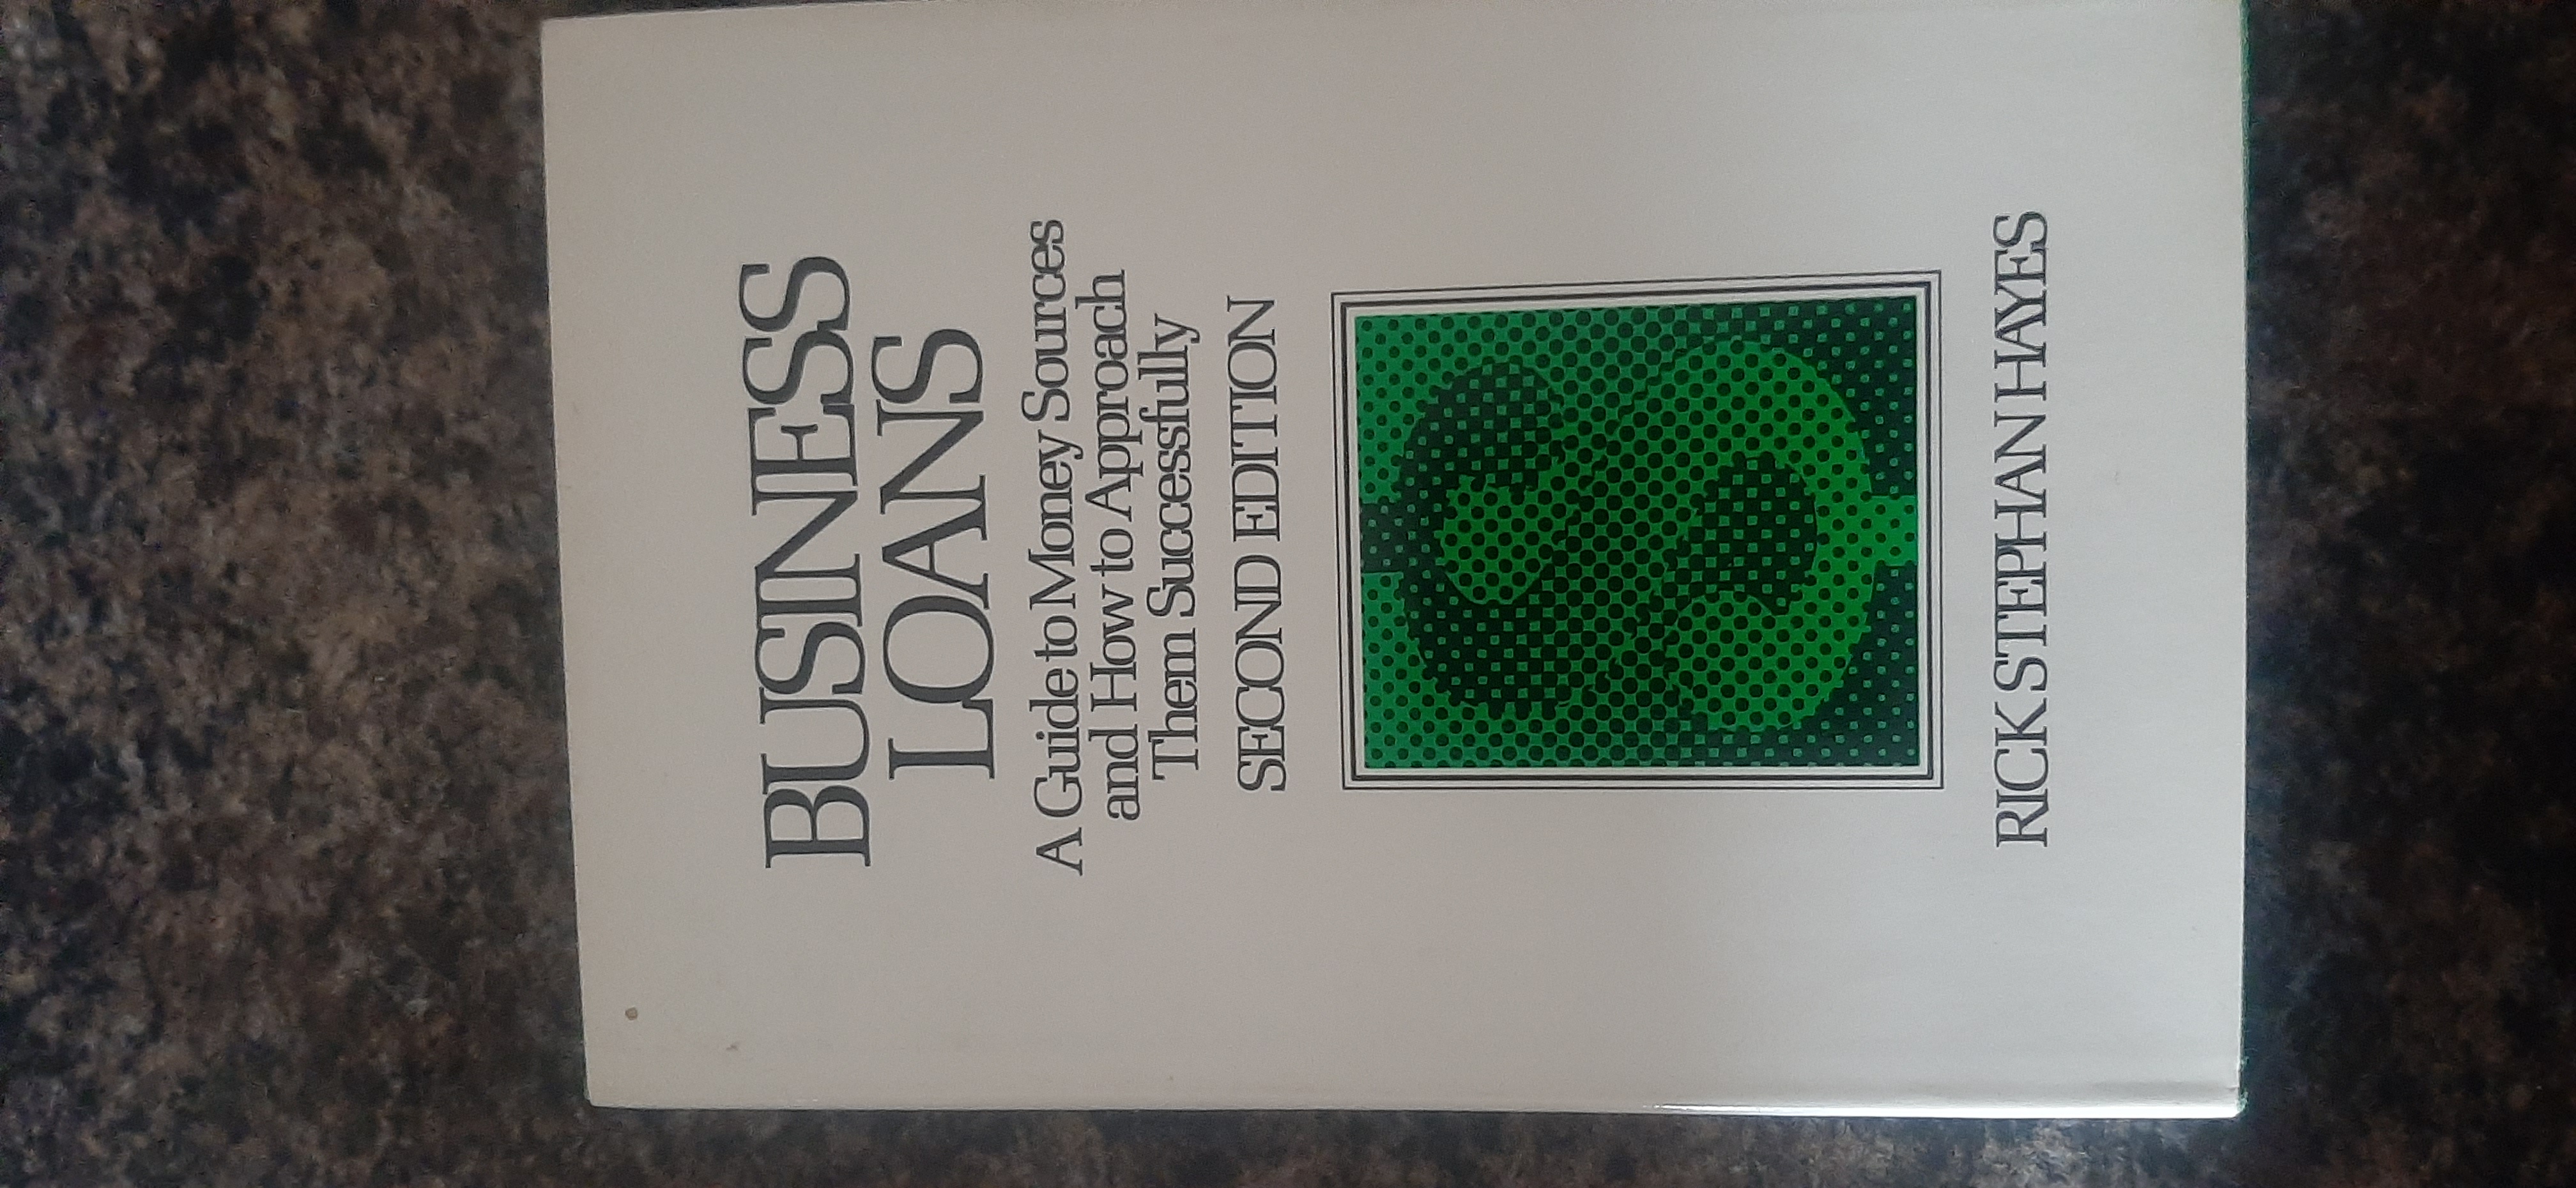 BUSINESS
LOANS
A Guide to Money Sources
and How to Approach
Them Successfully
SECOND EDITION
RICK STEPHAN HAYES